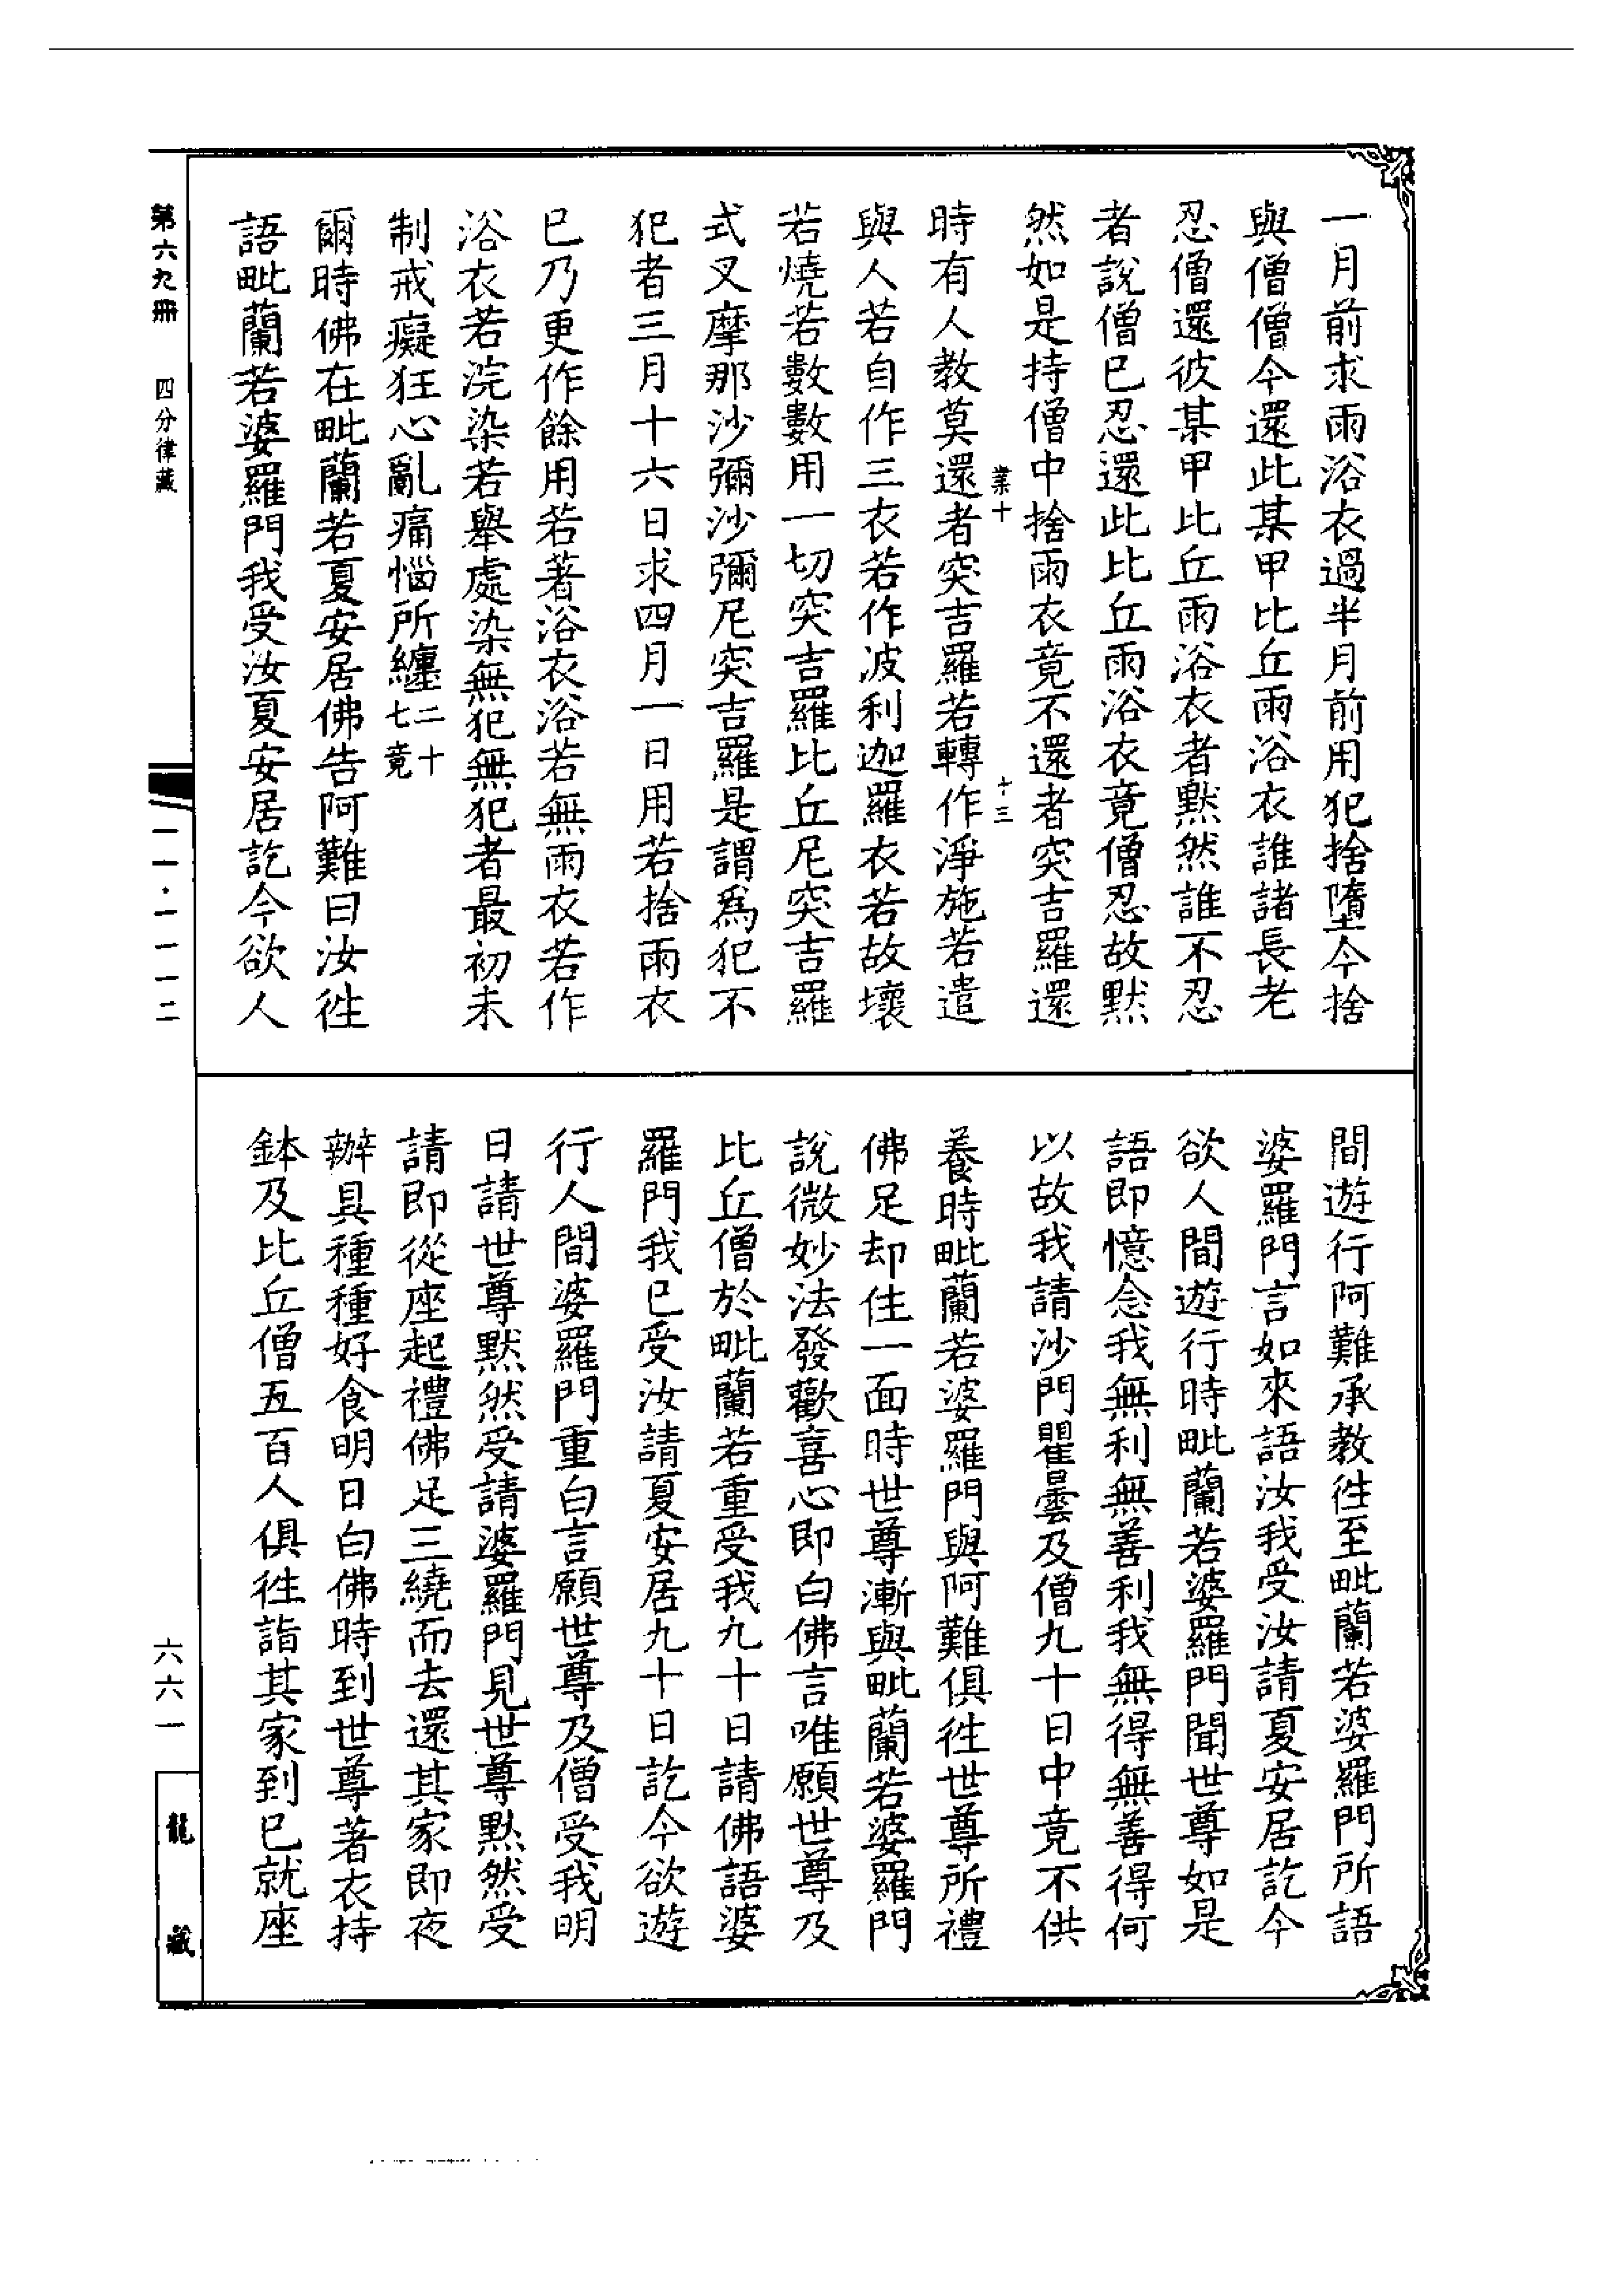 一月前求雨浴衣過半月前用犯捨墮今捨
與僧僧今還此某甲比丘雨浴衣誰諸長老
忍僧還彼某甲比丘雨浴衣者默然誰不忍
者說僧已忍還此比丘雨浴衣竟僧忍故默
然如是持僧中捨雨衣竟不還者突吉羅還
業十
十三
時有人教莫還者突吉羅若轉作淨施若遣
與人若自作三衣若作波利迦羅衣若故壞
若燒若數數用一切突吉羅比丘尼突吉羅
式叉摩那沙彌沙彌尼突吉羅是謂為犯不
犯者三月十六日求四月一日用若捨雨衣
已乃更作餘用若著浴衣浴若無雨衣若作
浴衣若浣染若舉處染無犯無犯者最初未
制戒癡狂心亂痛惱所纏二十七竟
爾時佛在毗蘭若夏安居佛告阿難曰汝往
語毗蘭若婆羅門我受汝夏安居訖今欲人
間遊行阿難承教往至毗蘭若婆羅門所語
婆羅門言如來語汝我受汝請夏安居訖今
欲人間遊行時毗蘭若婆羅門聞世尊如是
語即憶念我無利無善利我無得無善得何
以故我請沙門瞿曇及僧九十日中竟不供
養時毗蘭若婆羅門與阿難俱往世尊所禮
佛足却住一面時世尊漸與毗蘭若婆羅門
說微妙法發歡喜心即白佛言唯願世尊及
比丘僧於毗蘭若重受我九十日請佛語婆
羅門我已受汝請夏安居九十日訖今欲遊
行人間婆羅門重白言願世尊及僧受我明
日請世尊默然受請婆羅門見世尊默然受
請即從座起禮佛足三繞而去還其家即夜
辦具種種好食明日白佛時到世尊著衣持
鉢及比丘僧五百人俱往詣其家到已就座
第六九冊 四分律藏
一一·一一一二
六六一
龍藏